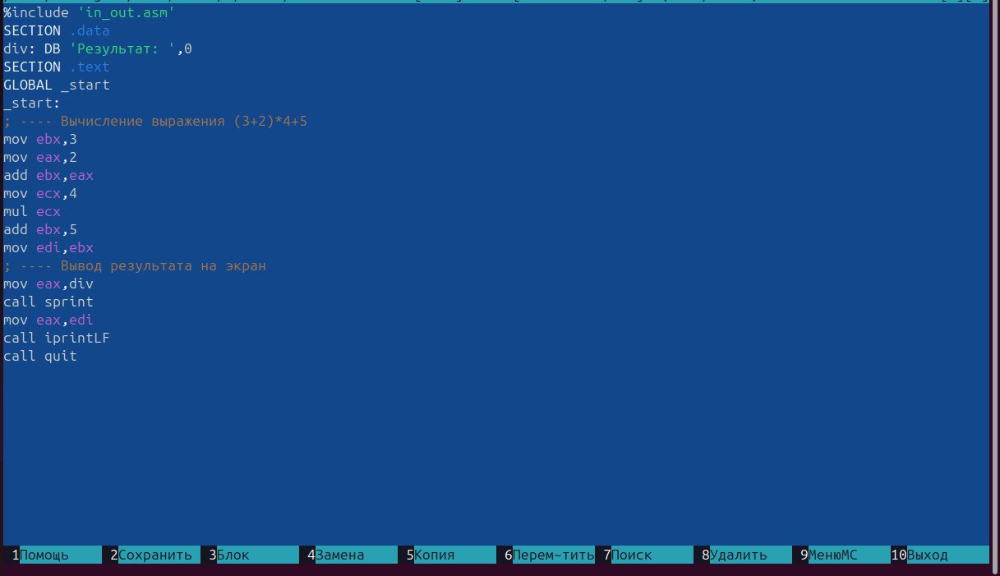 %include 'in_out.asm'
SECTION .data
div: DB 'Результат: ',0
SECTION .text
GLOBAL _start
_start:
; ---- Вычисление выражения (3+2)*4+5
mov ebx,3
mov eax,2
add ebx,eax
mov ecx,4
mul ecx
add ebx,5
mov edi,ebx
; ---- Вывод результата на экран
mov eax,div
call sprint
mov eax,edi
call iprintLF
call quit
1Помощь 2Сохранить 3Блок 4Замена 5Копия 6Перем~тить 7Поиск 8Удалить 9МенюMC 10Выход